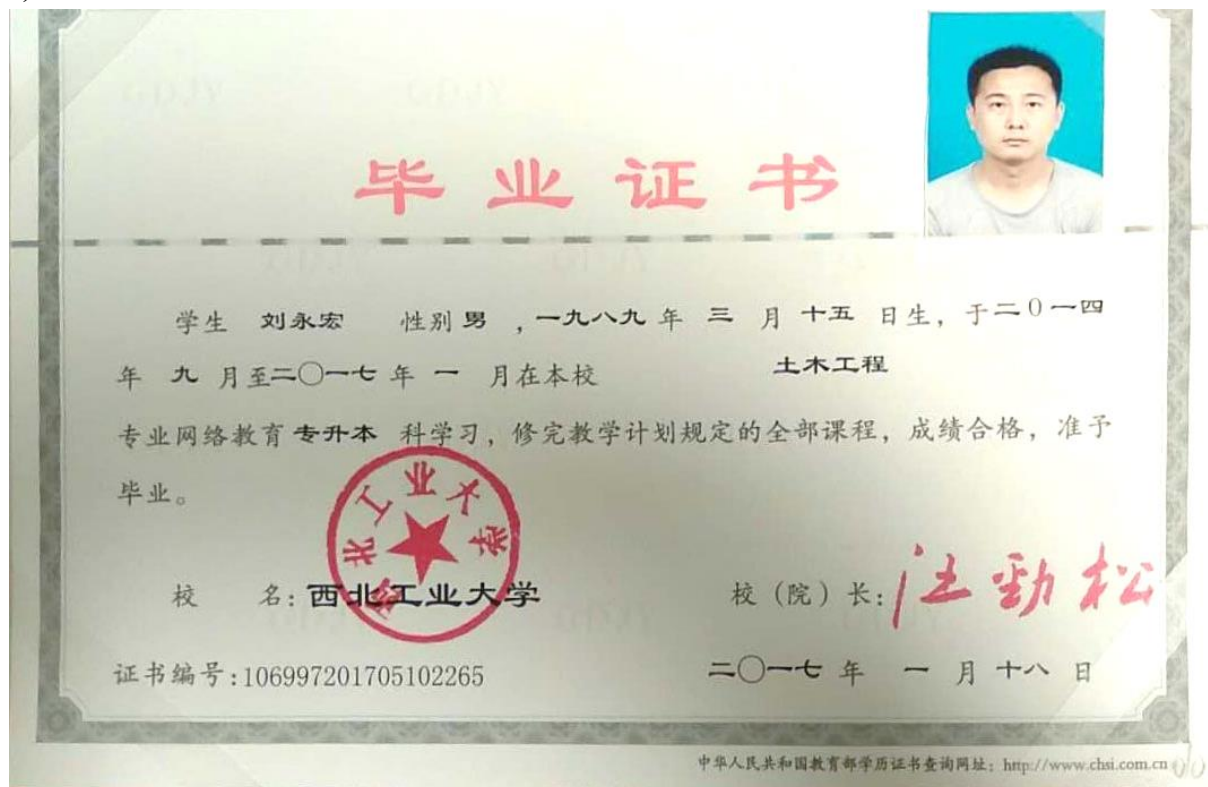 毕业证书
学生 刘永宏 性别 男 ，一九八九 年 三 月 十五 日生，于二0一四
年 九 月至二〇一七 年 一 月在本校 土木工程
专业网络教育 专升本 科学习，修完教学计划规定的全部课程，成绩合格，准予
毕业。
西北工业大学
校 名：西北工业大学 校（院）长：汪劲松
证书编号：106997201705102265 二〇一七 年 一 月 十八 日
中华人民共和国教育部学历证书查询网址：http://www.chsi.com.cn